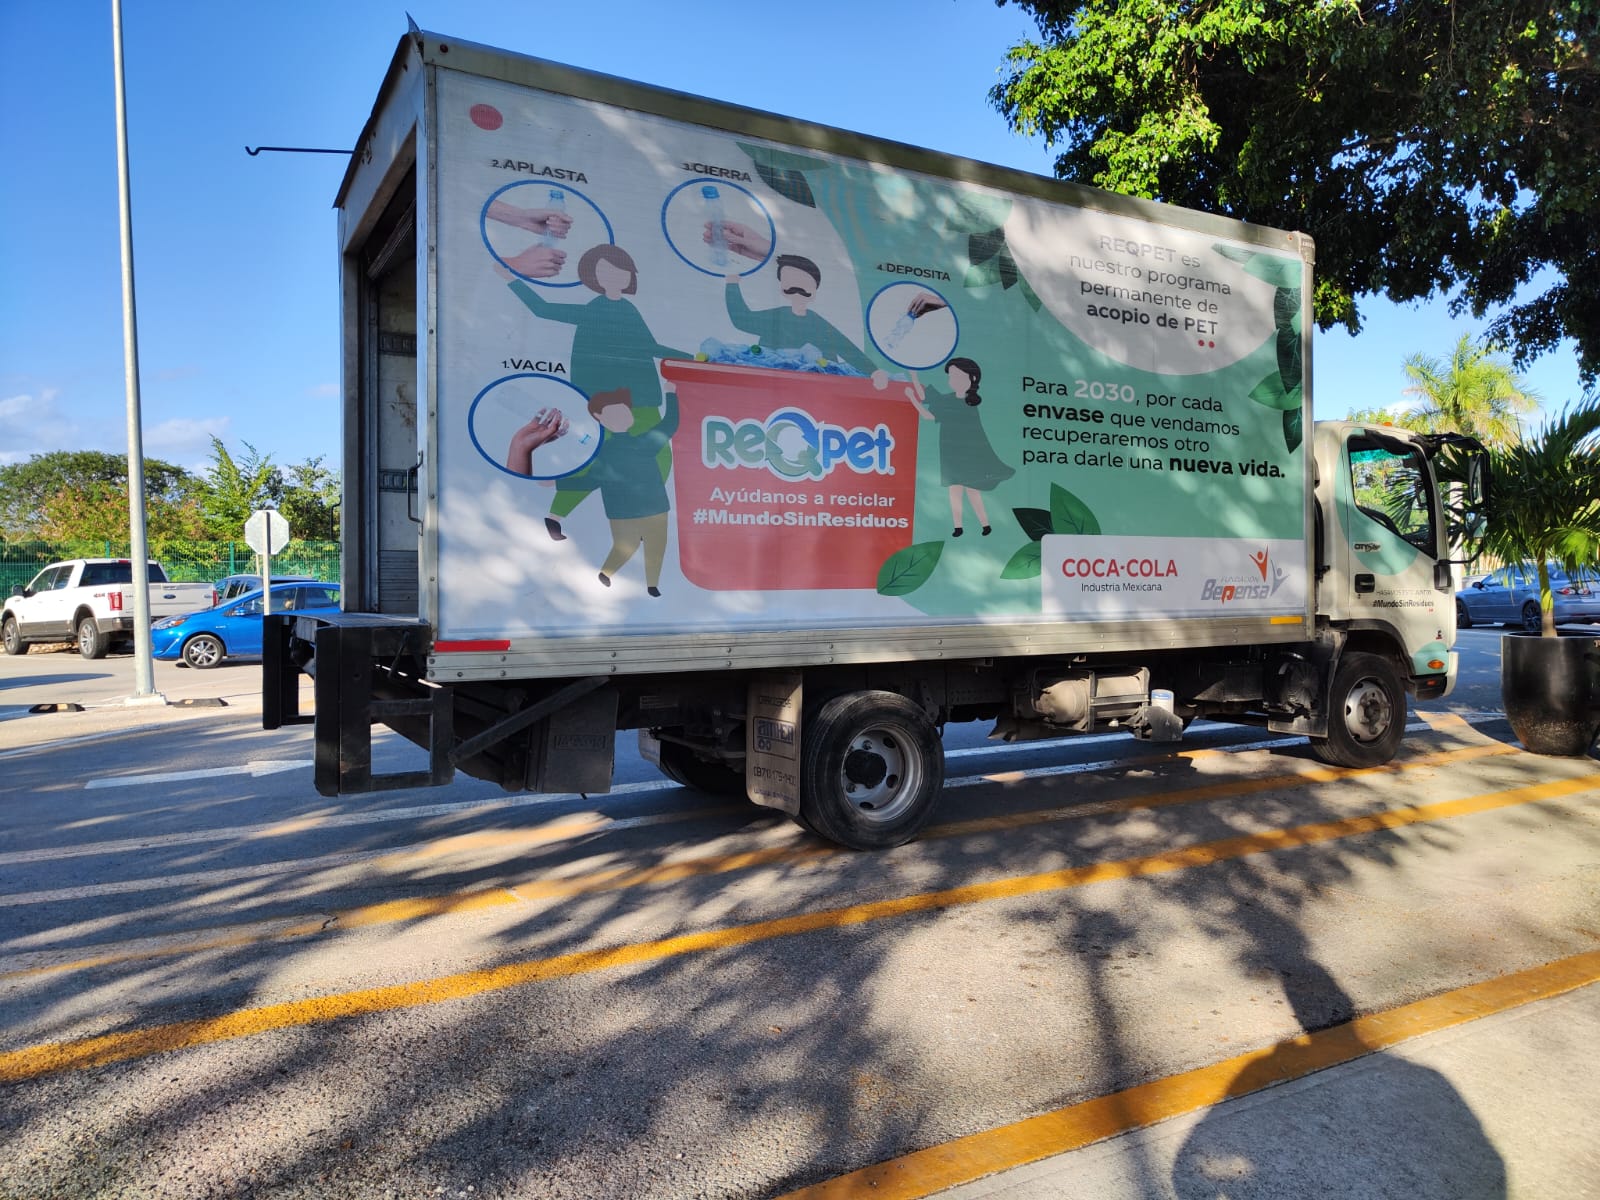 1.VACIA
2.APLASTA
3.CIERRA
4.DEPOSITA
ReQPet
Ayúdanos a reciclar
#MundoSinResiduos
REQPET es
nuestro programa
permanente de
acopio de PET
Para 2030, por cada
envase que vendamos
recuperaremos otro
para darle una nueva vida.
COCA-COLA
Industria Mexicana
FUNDACIÓN
Bepensa
#MundoSinResiduos